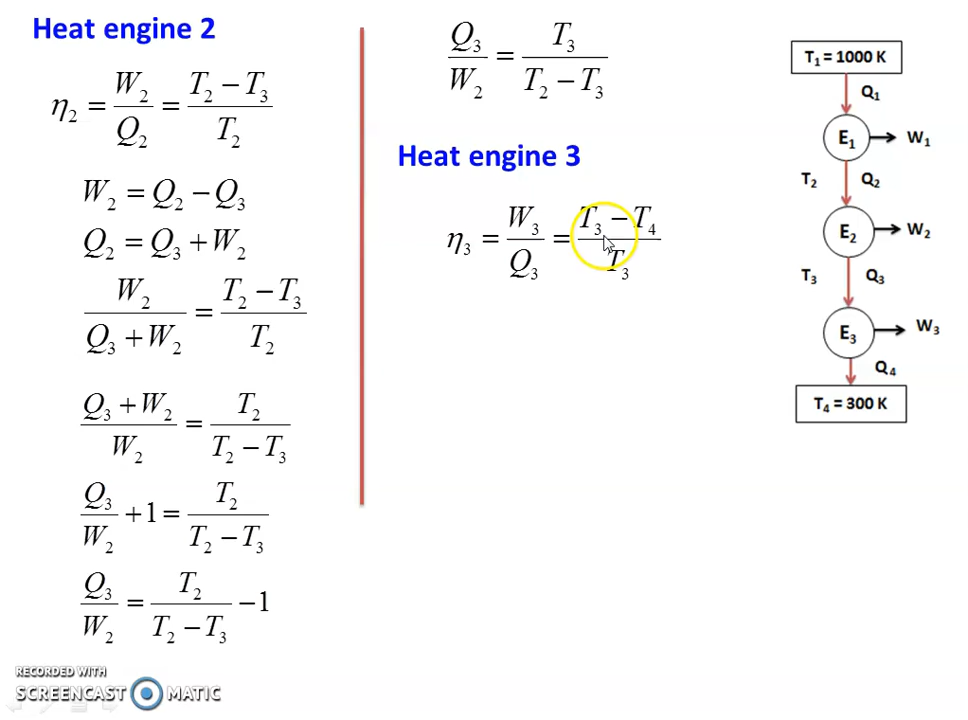 Heat engine 2
η₂ = W₂/Q₂ = (T₂ − T₃)/T₂
W₂ = Q₂ − Q₃
Q₂ = Q₃ + W₂
W₂/(Q₃ + W₂) = (T₂ − T₃)/T₂
(Q₃ + W₂)/W₂ = T₂/(T₂ − T₃)
Q₃/W₂ + 1 = T₂/(T₂ − T₃)
Q₃/W₂ = T₂/(T₂ − T₃) − 1
Q₃/W₂ = T₃/(T₂ − T₃)
Heat engine 3
η₃ = W₃/Q₃ = (T₃ − T₄)/T₃
T₁ = 1000 K
Q₁
E₁ W₁
T₂ Q₂
E₂ W₂
T₃ Q₃
E₃ W₃
Q₄
T₄ = 300 K
RECORDED WITH
SCREENCAST MATIC